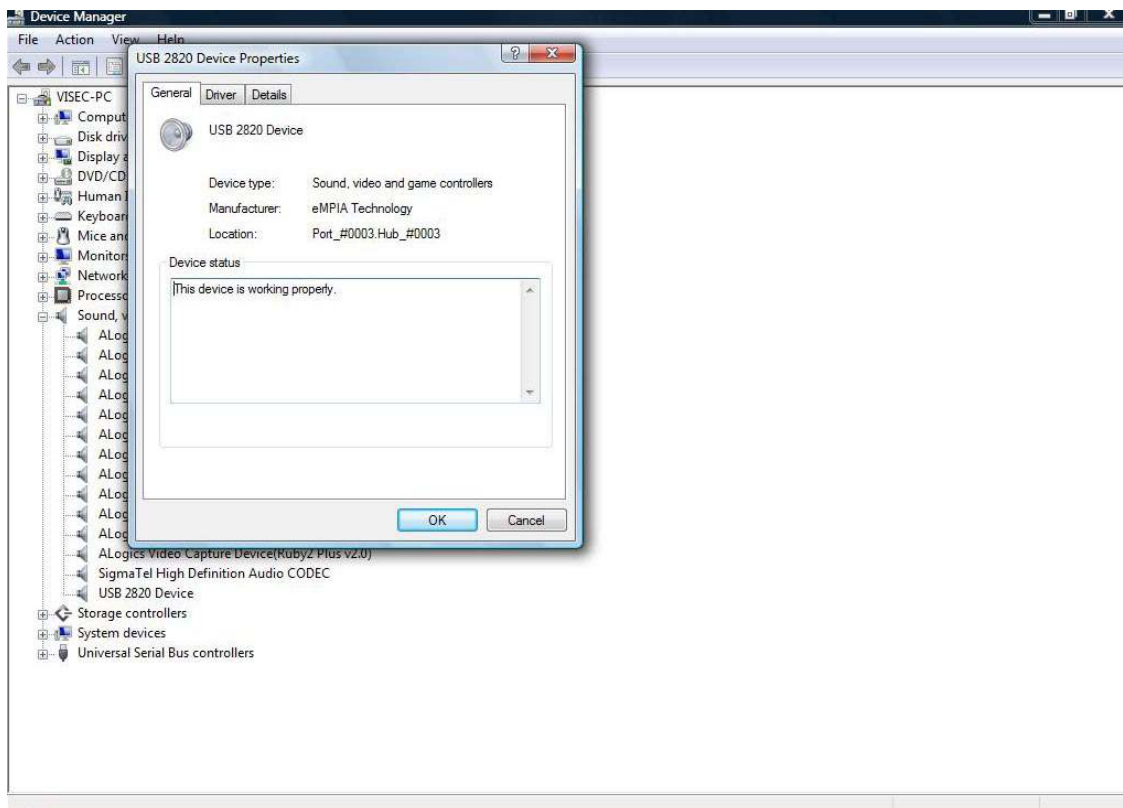 Device Manager
File Action View Help
USB 2820 Device Properties
General Driver Details
USB 2820 Device
Device type: Sound, video and game controllers
Manufacturer: eMPIA Technology
Location: Port_#0003.Hub_#0003
Device status
This device is working properly.
OK Cancel
VISEC-PC
Comput
Disk driv
Display a
DVD/CD
Human I
Keyboar
Mice and
Monitor
Network
Processo
Sound, v
ALog
ALog
ALog
ALog
ALog
ALog
ALog
ALog
ALog
ALog
ALog
ALogics Video Capture Device(Ruby2 Plus v2.0)
SigmaTel High Definition Audio CODEC
USB 2820 Device
Storage controllers
System devices
Universal Serial Bus controllers